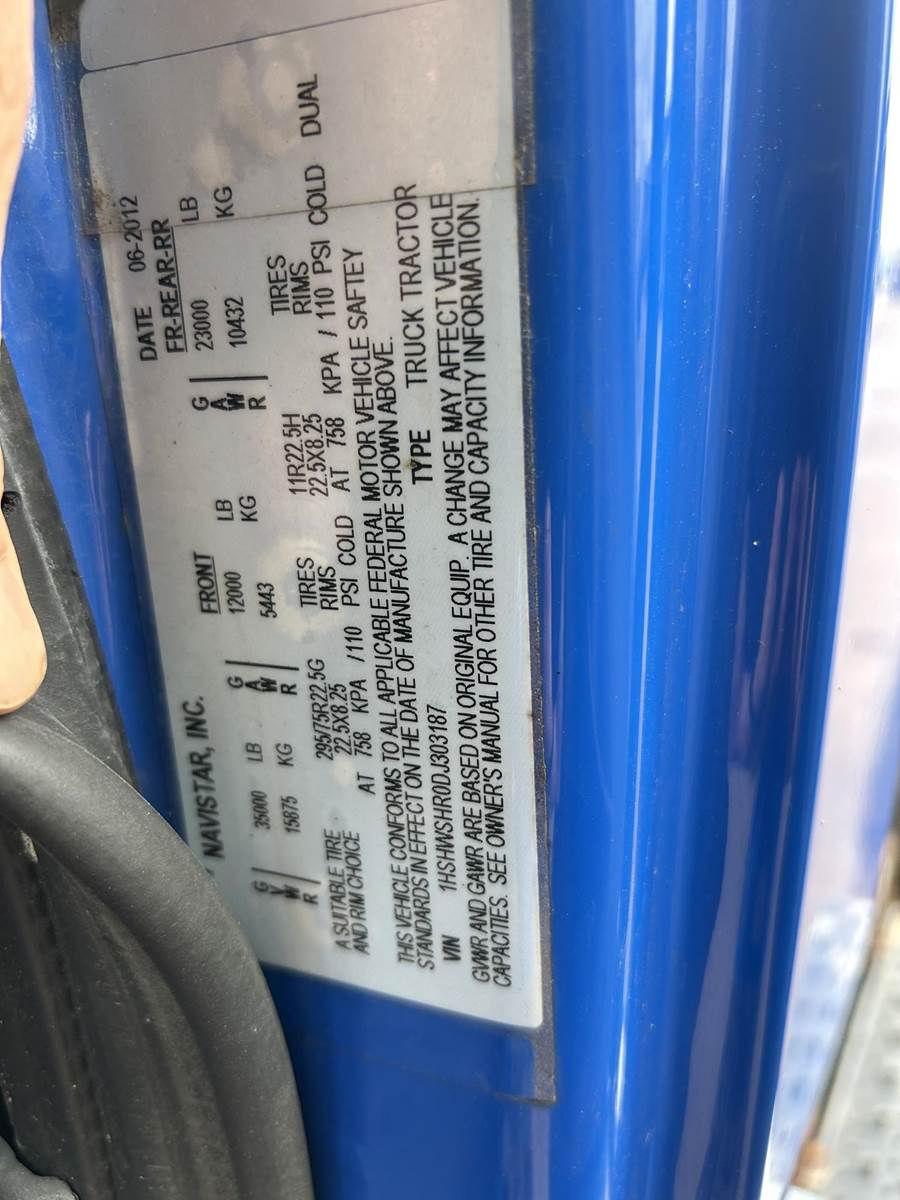 NAVISTAR, INC.
DATE 06-2012
FRONT FR-REAR-RR
GVWR 35000 LB GAWR 12000 LB GAWR 23000 LB
15875 KG 5443 KG 10432 KG
A SUITABLE TIRE 295/75R22.5G TIRES 11R22.5H TIRES
AND RIM CHOICE 22.5X8.25 RIMS 22.5X8.25 RIMS
AT 758 KPA /110 PSI COLD AT 758 KPA / 110 PSI COLD DUAL
THIS VEHICLE CONFORMS TO ALL APPLICABLE FEDERAL MOTOR VEHICLE SAFTEY
STANDARDS IN EFFECT ON THE DATE OF MANUFACTURE SHOWN ABOVE.
VIN 1HSHWSHR0DJ303187 TYPE TRUCK TRACTOR
GVWR AND GAWR ARE BASED ON ORIGINAL EQUIP. A CHANGE MAY AFFECT VEHICLE
CAPACITIES. SEE OWNER'S MANUAL FOR OTHER TIRE AND CAPACITY INFORMATION.